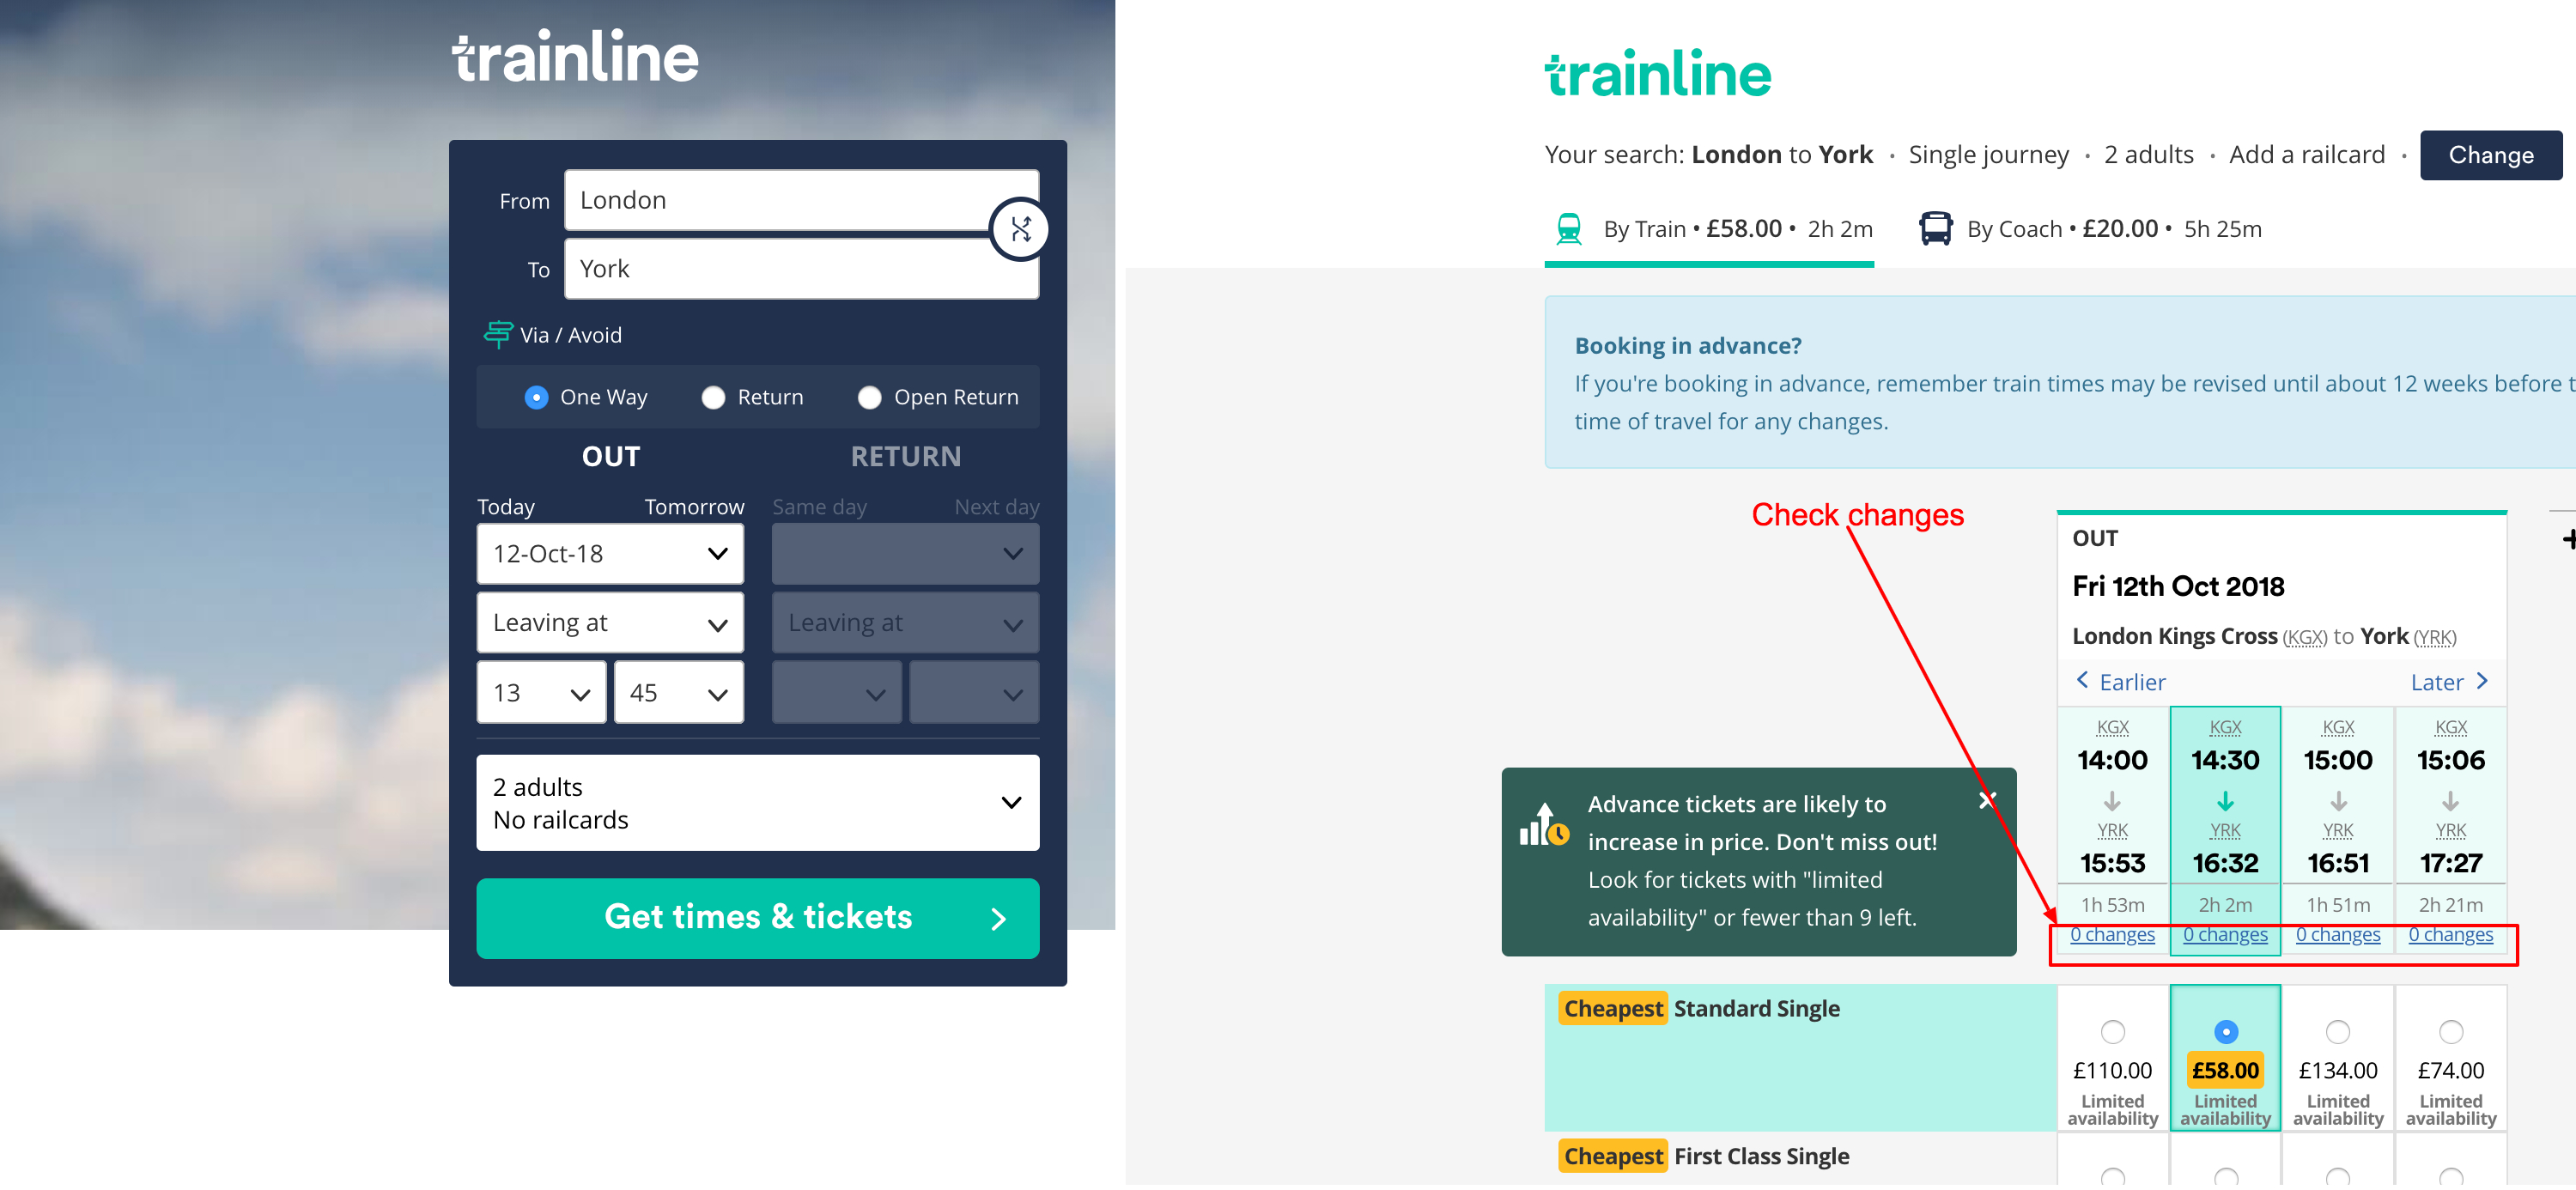 trainline
From
London
To
York
Via / Avoid
One Way
Return
Open Return
OUT
RETURN
Today
Tomorrow
Same day
Next day
12-Oct-18
Leaving at
Leaving at
13
45
2 adults
No railcards
Get times & tickets
trainline
Your search: London to York · Single journey · 2 adults · Add a railcard · Change
By Train • £58.00 • 2h 2m
By Coach • £20.00 • 5h 25m
Booking in advance?
If you're booking in advance, remember train times may be revised until about 12 weeks before
time of travel for any changes.
Check changes
OUT
Fri 12th Oct 2018
London Kings Cross (KGX) to York (YRK)
Earlier
Later
KGX KGX KGX KGX
14:00 14:30 15:00 15:06
YRK YRK YRK YRK
15:53 16:32 16:51 17:27
1h 53m 2h 2m 1h 51m 2h 21m
0 changes 0 changes 0 changes 0 changes
Advance tickets are likely to
increase in price. Don't miss out!
Look for tickets with "limited
availability" or fewer than 9 left.
Cheapest Standard Single
£110.00 £58.00 £134.00 £74.00
Limited Limited Limited Limited
availability availability availability availability
Cheapest First Class Single